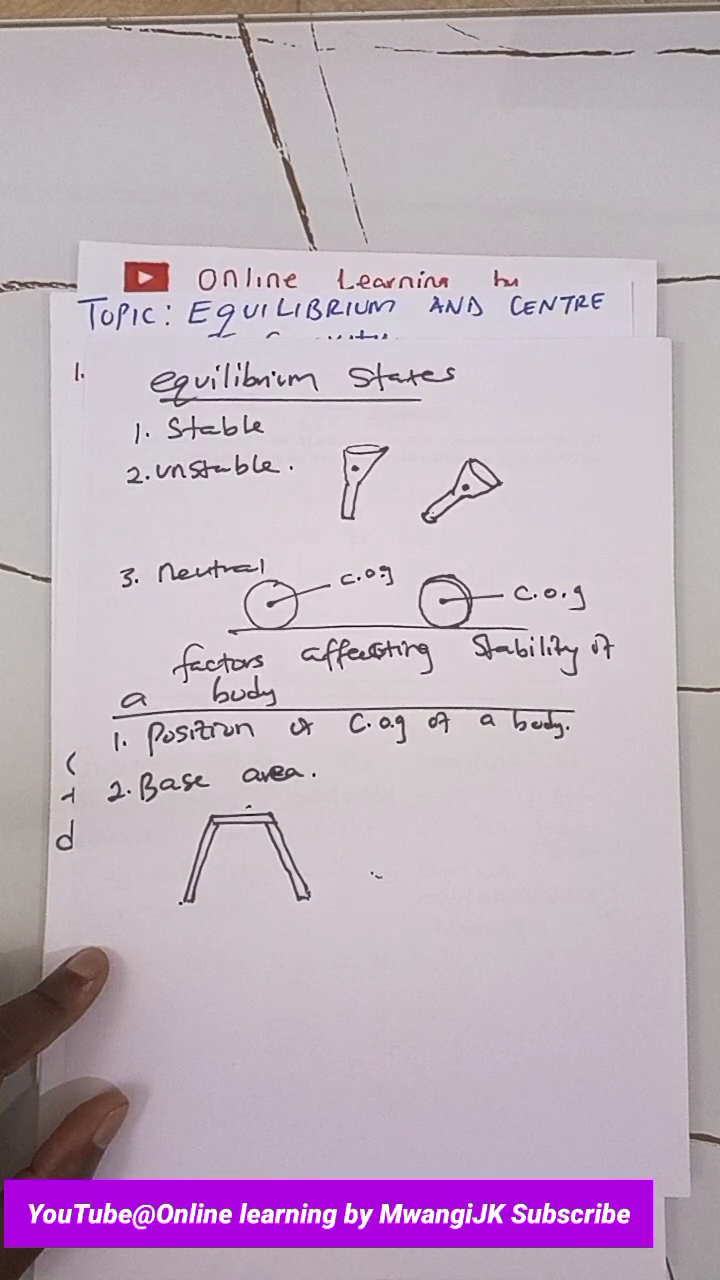 Online Learning
TOPIC: EQUILIBRIUM AND CENTRE
1.
equilibrium States
1. Stable
2. unstable.
3. Neutral
c.o.g
c.o.g
factors affecting Stability of
a body
1. Position of C.o.g of a body.
2. Base area.
d
YouTube@Online learning by MwangiJK Subscribe